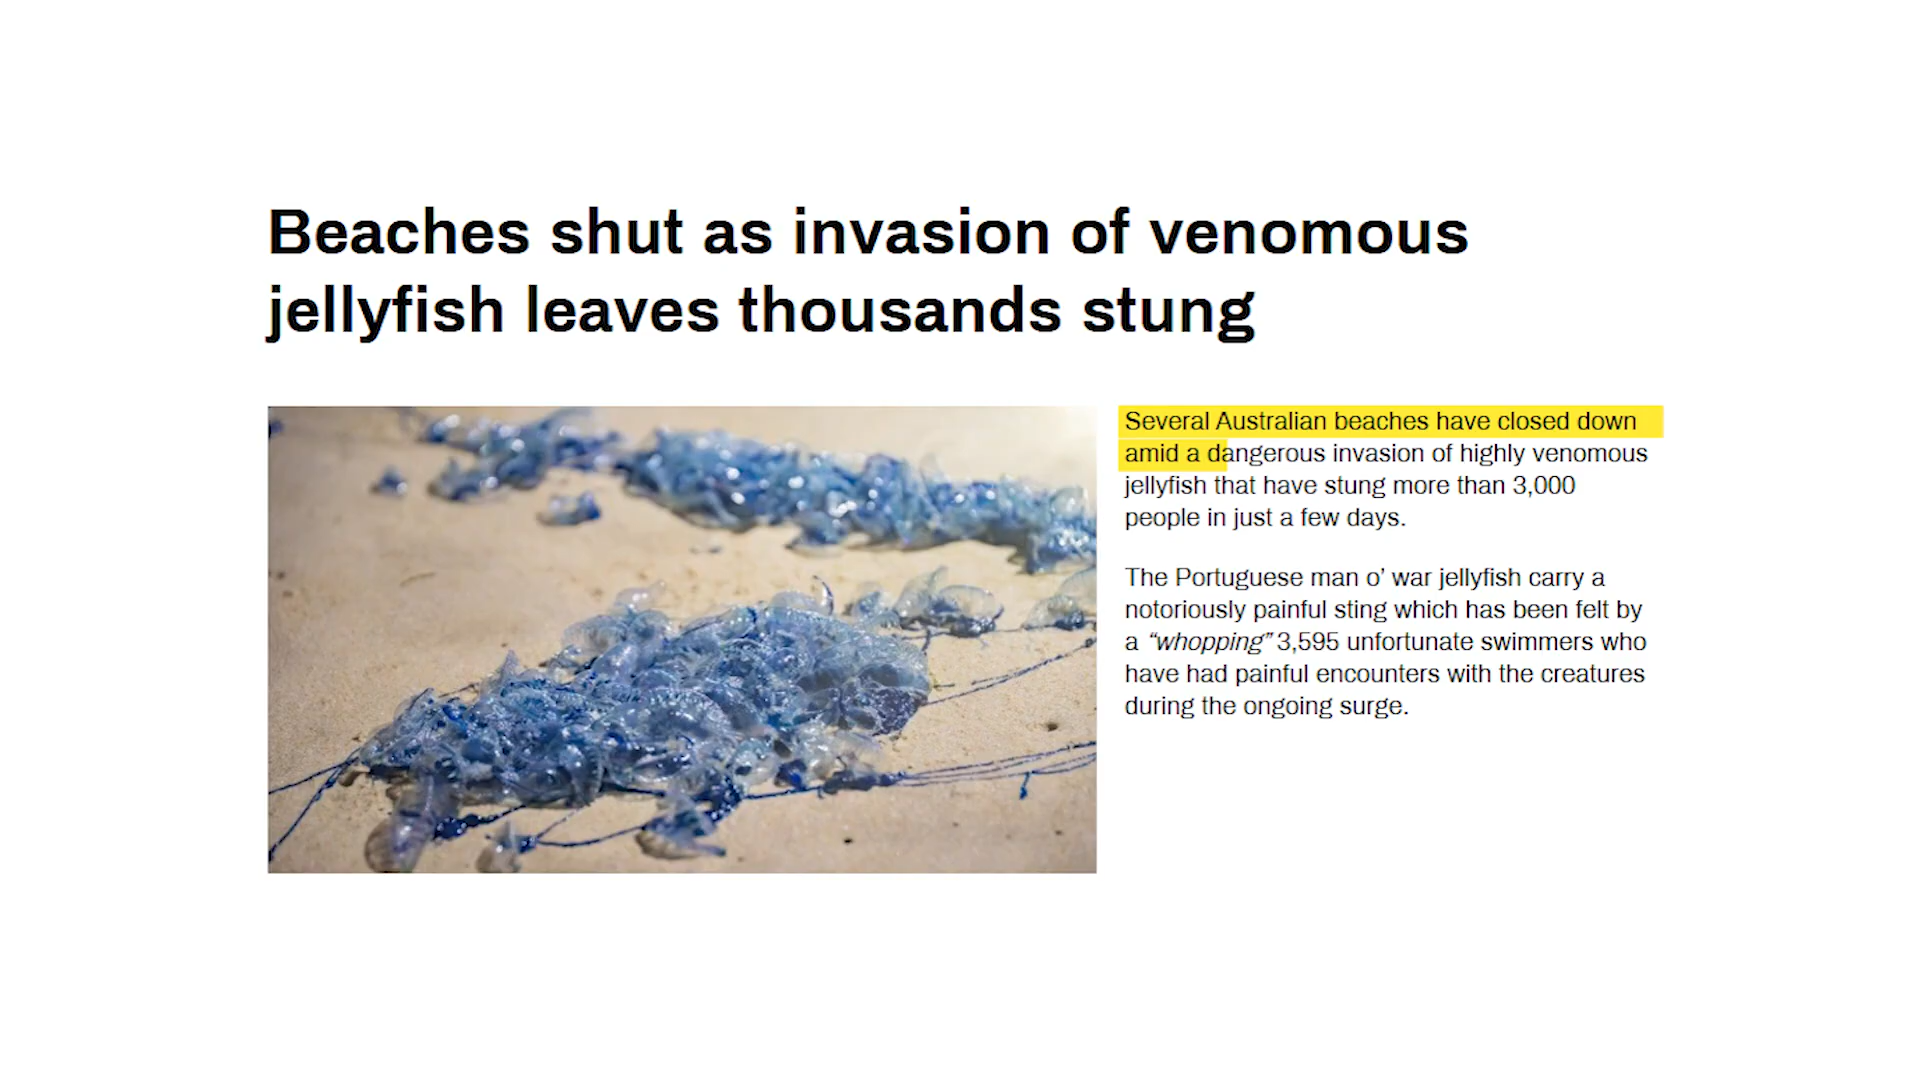 Beaches shut as invasion of venomous
jellyfish leaves thousands stung
Several Australian beaches have closed down
amid a dangerous invasion of highly venomous
jellyfish that have stung more than 3,000
people in just a few days.
The Portuguese man o’ war jellyfish carry a
notoriously painful sting which has been felt by
a “whopping” 3,595 unfortunate swimmers who
have had painful encounters with the creatures
during the ongoing surge.